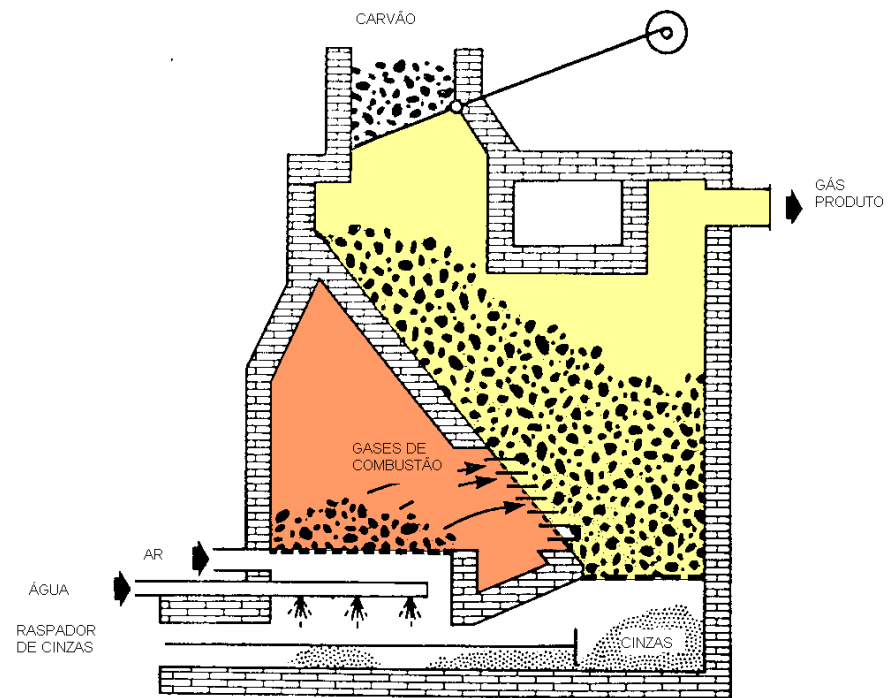 CARVÃO
GÁS
PRODUTO
GASES DE
COMBUSTÃO
AR
ÁGUA
RASPADOR
DE CINZAS
CINZAS